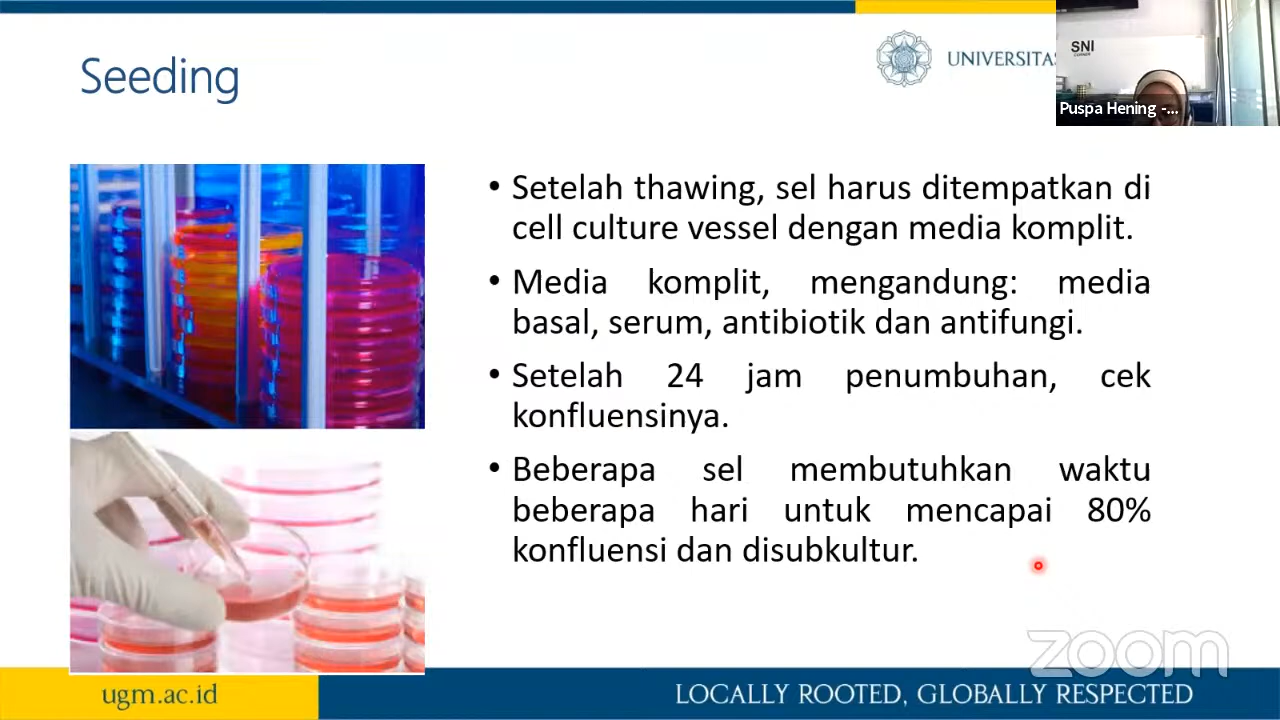 Seeding
UNIVERSITAS
SNI
Puspa Hening -...
• Setelah thawing, sel harus ditempatkan di
cell culture vessel dengan media komplit.
• Media komplit, mengandung: media
basal, serum, antibiotik dan antifungi.
• Setelah 24 jam penumbuhan, cek
konfluensinya.
• Beberapa sel membutuhkan waktu
beberapa hari untuk mencapai 80%
konfluensi dan disubkultur.
zoom
ugm.ac.id
LOCALLY ROOTED, GLOBALLY RESPECTED